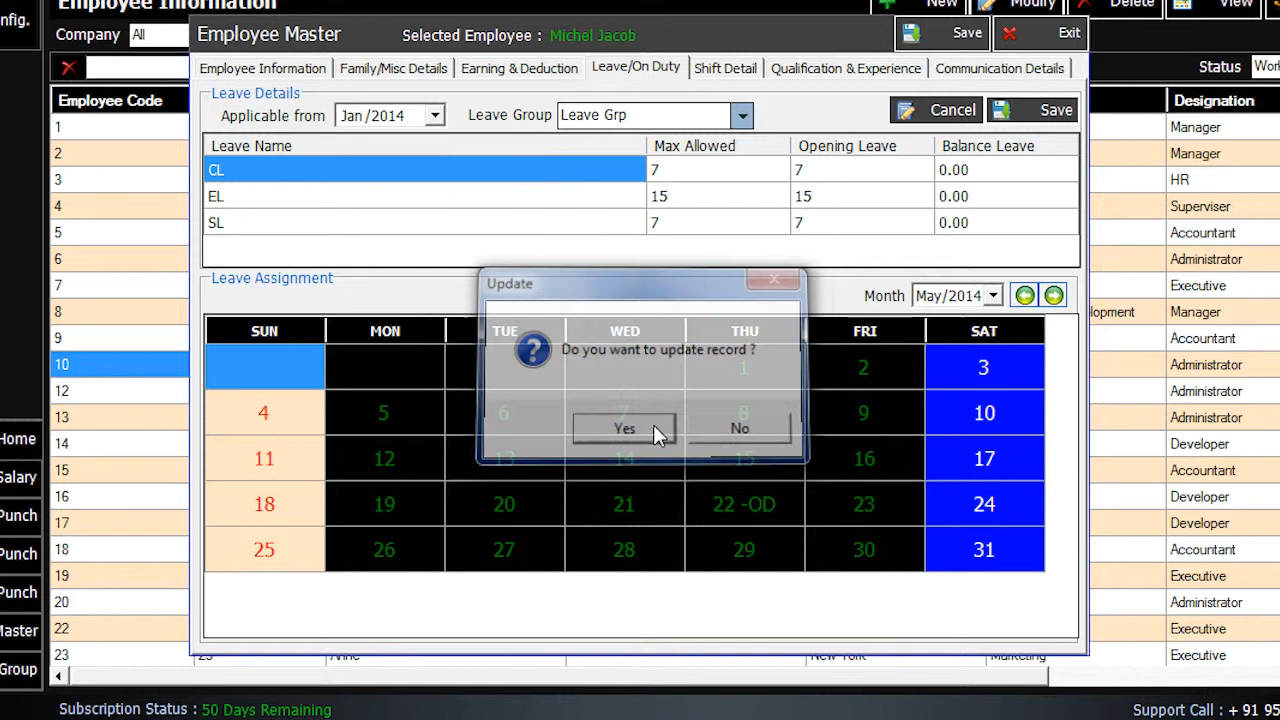 Employee Information
nfig.
New
Modify
Delete
View
Company All
Employee Master
Selected Employee : Michel Jacob
Save
Exit
Status
Employee Information
Family/Misc Details
Earning & Deduction
Leave/On Duty
Shift Detail
Qualification & Experience
Communication Details
Leave Details
Applicable from Jan/2014
Leave Group Leave Grp
Cancel
Save
Employee Code
Designation
Leave Name Max Allowed Opening Leave Balance Leave
CL 7 7 0.00
EL 15 15 0.00
SL 7 7 0.00
1 Manager
2 Manager
3 HR
4 Superviser
5 Accountant
6 Administrator
7 Executive
8 lopment Manager
9 Accountant
10 Administrator
12 Administrator
13 Administrator
14 Developer
15 Accountant
16 Developer
17 Developer
18 Accountant
19 Executive
20 Administrator
22 Executive
23 Executive
Leave Assignment
Month May/2014
Update
Do you want to update record ?
Yes
No
SUN MON TUE WED THU FRI SAT
1 2 3
4 5 6 7 8 9 10
11 12 13 14 15 16 17
18 19 20 21 22 -OD 23 24
25 26 27 28 29 30 31
Home
Salary
Punch
Punch
Punch
Master
Group
Subscription Status : 50 Days Remaining
Support Call : + 91 95